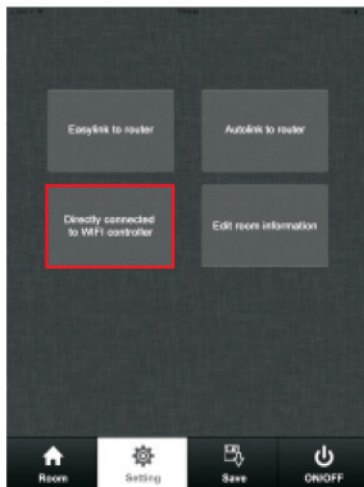 Easylink to router
Autolink to router
Directly connected
to WIFI controller
Edit room information
Room
Setting
Save
ON/OFF